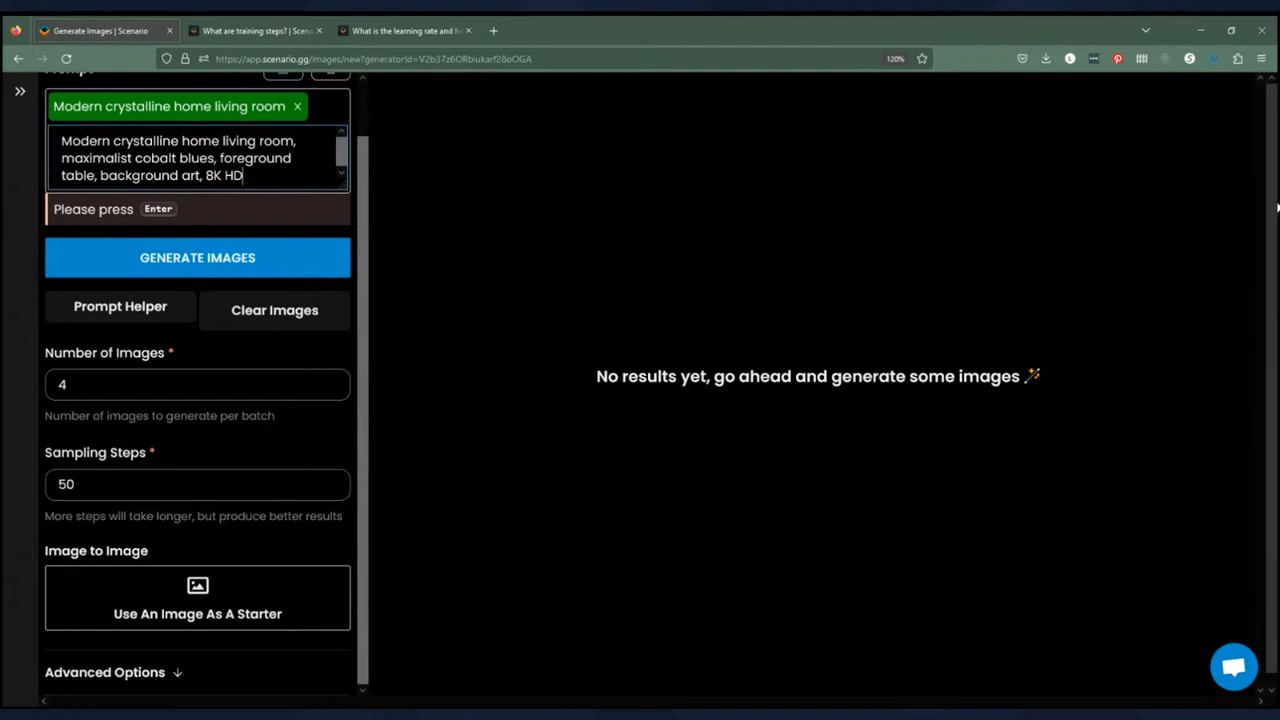 Generate Images | Scenario
What are training steps? | Scen
What is the learning rate and h
https://app.scenario.gg/images/new?generatorId=V2b37z6ORbiukarf28oOGA
120%
Modern crystalline home living room
Modern crystalline home living room,
maximalist cobalt blues, foreground
table, background art, 8K HD
Please press Enter
GENERATE IMAGES
Prompt Helper
Clear Images
Number of Images *
4
Number of images to generate per batch
Sampling Steps *
50
More steps will take longer, but produce better results
Image to Image
Use An Image As A Starter
Advanced Options ↓
No results yet, go ahead and generate some images